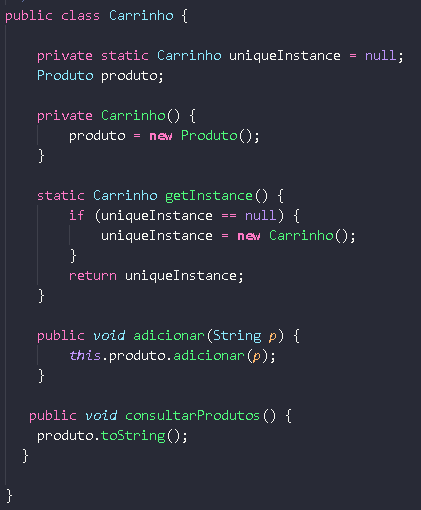 public class Carrinho {
private static Carrinho uniqueInstance = null;
Produto produto;
private Carrinho() {
produto = new Produto();
}
static Carrinho getInstance() {
if (uniqueInstance == null) {
uniqueInstance = new Carrinho();
}
return uniqueInstance;
}
public void adicionar(String p) {
this.produto.adicionar(p);
}
public void consultarProdutos() {
produto.toString();
}
}